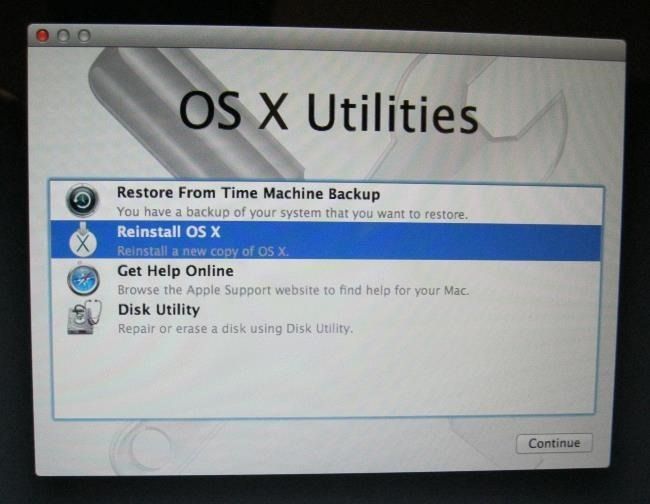 OS X Utilities
Restore From Time Machine Backup
You have a backup of your system that you want to restore.
Reinstall OS X
Reinstall a new copy of OS X.
Get Help Online
Browse the Apple Support website to find help for your Mac.
Disk Utility
Repair or erase a disk using Disk Utility.
Continue